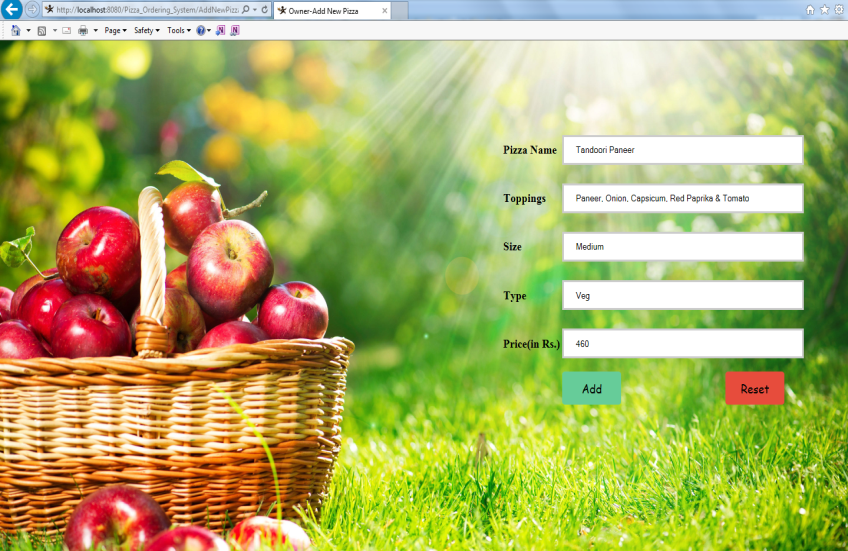 http://localhost:8080/Pizza_Ordering_System/AddNewPizz
Owner-Add New Pizza
Page Safety Tools
Pizza Name Tandoori Paneer
Toppings Paneer, Onion, Capsicum, Red Paprika & Tomato
Size Medium
Type Veg
Price(in Rs.) 460
Add Reset